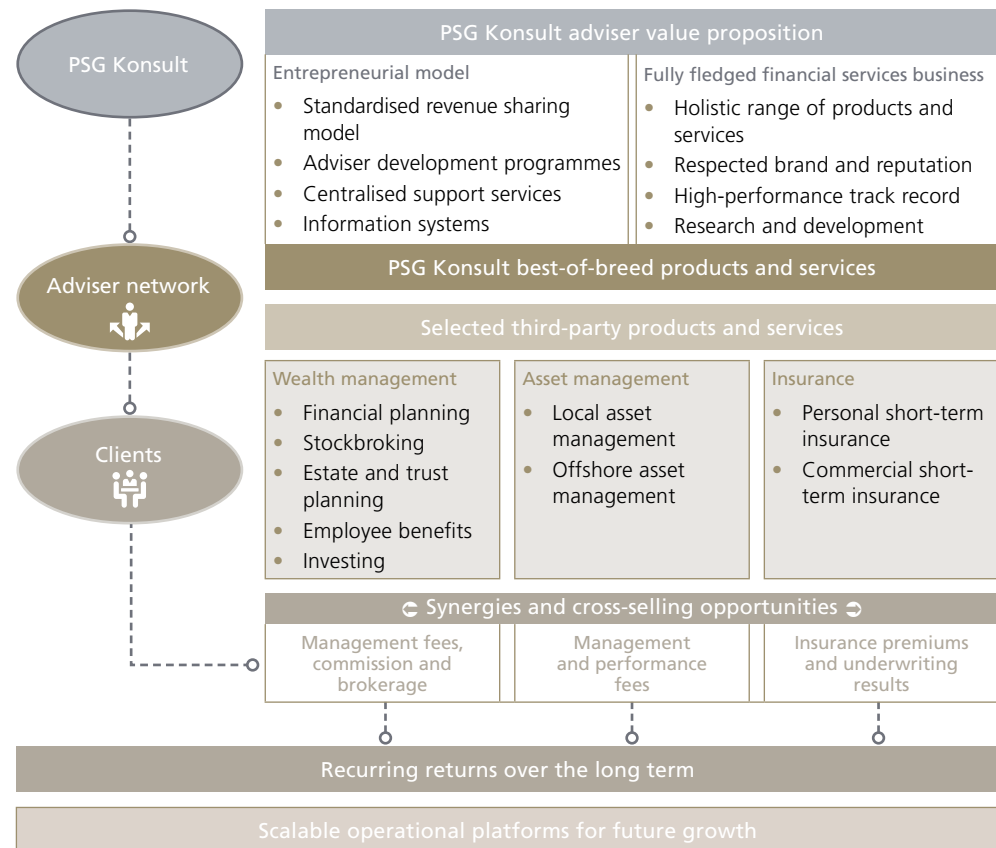 PSG Konsult
PSG Konsult adviser value proposition
Entrepreneurial model
• Standardised revenue sharing
model
• Adviser development programmes
• Centralised support services
• Information systems
Fully fledged financial services business
• Holistic range of products and
services
• Respected brand and reputation
• High-performance track record
• Research and development
Adviser network
PSG Konsult best-of-breed products and services
Selected third-party products and services
Clients
Wealth management
• Financial planning
• Stockbroking
• Estate and trust
planning
• Employee benefits
• Investing
Asset management
• Local asset
management
• Offshore asset
management
Insurance
• Personal short-term
insurance
• Commercial short-
term insurance
Synergies and cross-selling opportunities
Management fees,
commission and
brokerage
Management
and performance
fees
Insurance premiums
and underwriting
results
Recurring returns over the long term
Scalable operational platforms for future growth